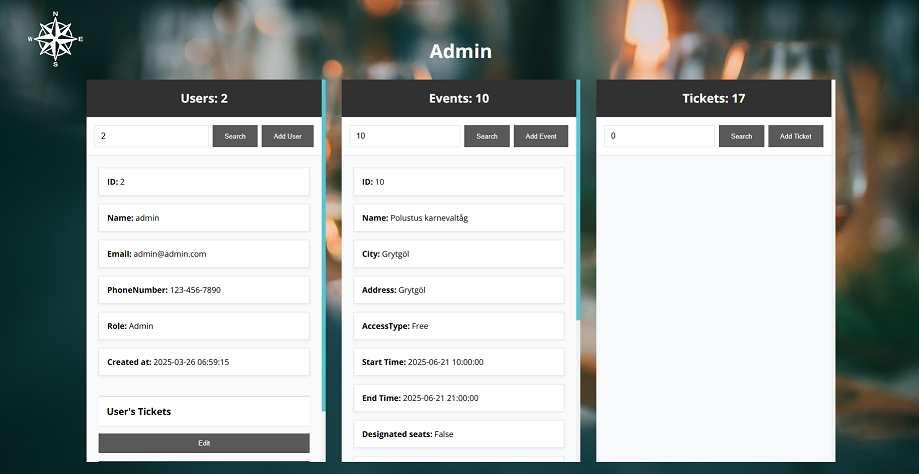 N
W E
S
Admin
Users: 2
2 Search Add User
ID: 2
Name: admin
Email: admin@admin.com
PhoneNumber: 123-456-7890
Role: Admin
Created at: 2025-03-26 06:59:15
User's Tickets
Edit
Events: 10
10 Search Add Event
ID: 10
Name: Polustus karnevaltåg
City: Grytgöl
Address: Grytgöl
AccessType: Free
Start Time: 2025-06-21 10:00:00
End Time: 2025-06-21 21:00:00
Designated seats: False
Tickets: 17
0 Search Add Ticket